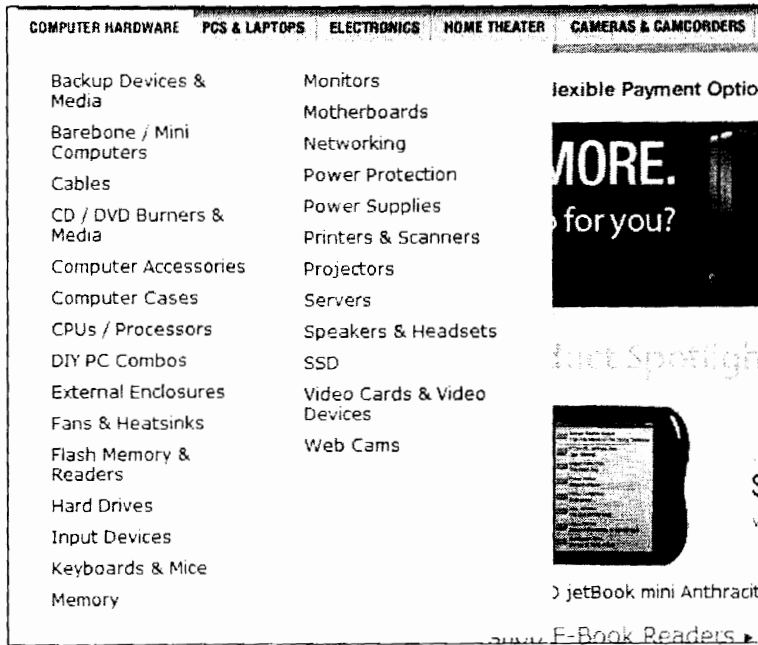 COMPUTER HARDWARE PCS & LAPTOPS ELECTRONICS HOME THEATER CAMERAS & CAMCORDERS
Backup Devices &
Media
Barebone / Mini
Computers
Cables
CD / DVD Burners &
Media
Computer Accessories
Computer Cases
CPUs / Processors
DIY PC Combos
External Enclosures
Fans & Heatsinks
Flash Memory &
Readers
Hard Drives
Input Devices
Keyboards & Mice
Memory
Monitors
Motherboards
Networking
Power Protection
Power Supplies
Printers & Scanners
Projectors
Servers
Speakers & Headsets
SSD
Video Cards & Video
Devices
Web Cams
lexible Payment Optio
MORE.
for you?
duct Spotligh
jetBook mini Anthracit
E-Book Readers